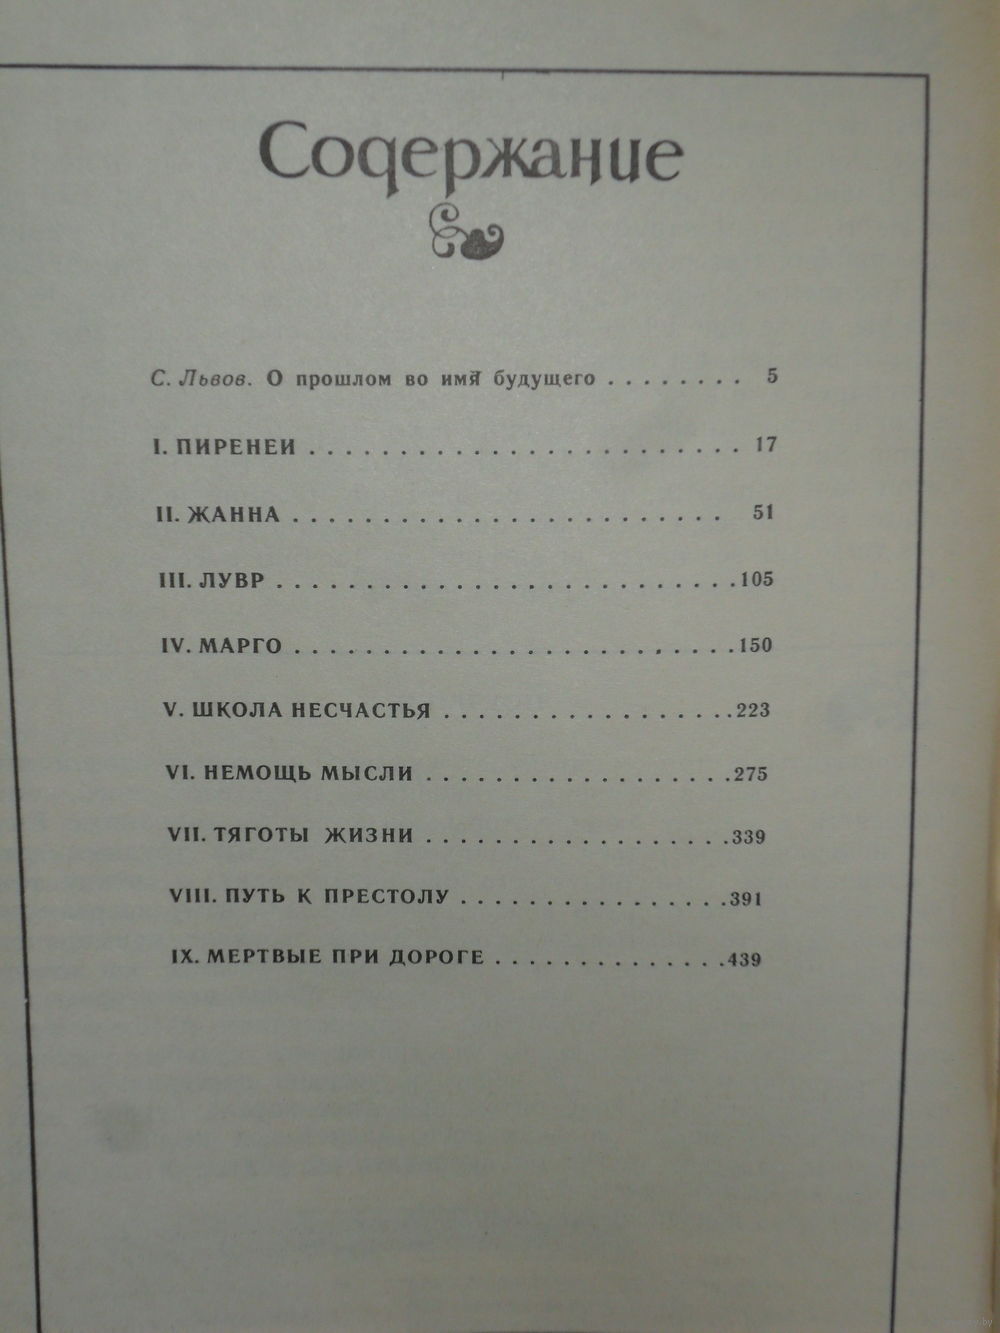 Содержание
С. Львов. О прошлом во имя будущего . . . . . . . . 5
I. ПИРЕНЕИ . . . . . . . . . . . . . . . . . . . . . . . . 17
II. ЖАННА . . . . . . . . . . . . . . . . . . . . . . . . 51
III. ЛУВР . . . . . . . . . . . . . . . . . . . . . . . . . . 105
IV. МАРГО . . . . . . . . . . . . . . . . . . . . . . . . . 150
V. ШКОЛА НЕСЧАСТЬЯ . . . . . . . . . . . . . . . . . 223
VI. НЕМОЩЬ МЫСЛИ . . . . . . . . . . . . . . . . . . 275
VII. ТЯГОТЫ ЖИЗНИ . . . . . . . . . . . . . . . . . . 339
VIII. ПУТЬ К ПРЕСТОЛУ . . . . . . . . . . . . . . . . 391
IX. МЕРТВЫЕ ПРИ ДОРОГЕ . . . . . . . . . . . . . . 439